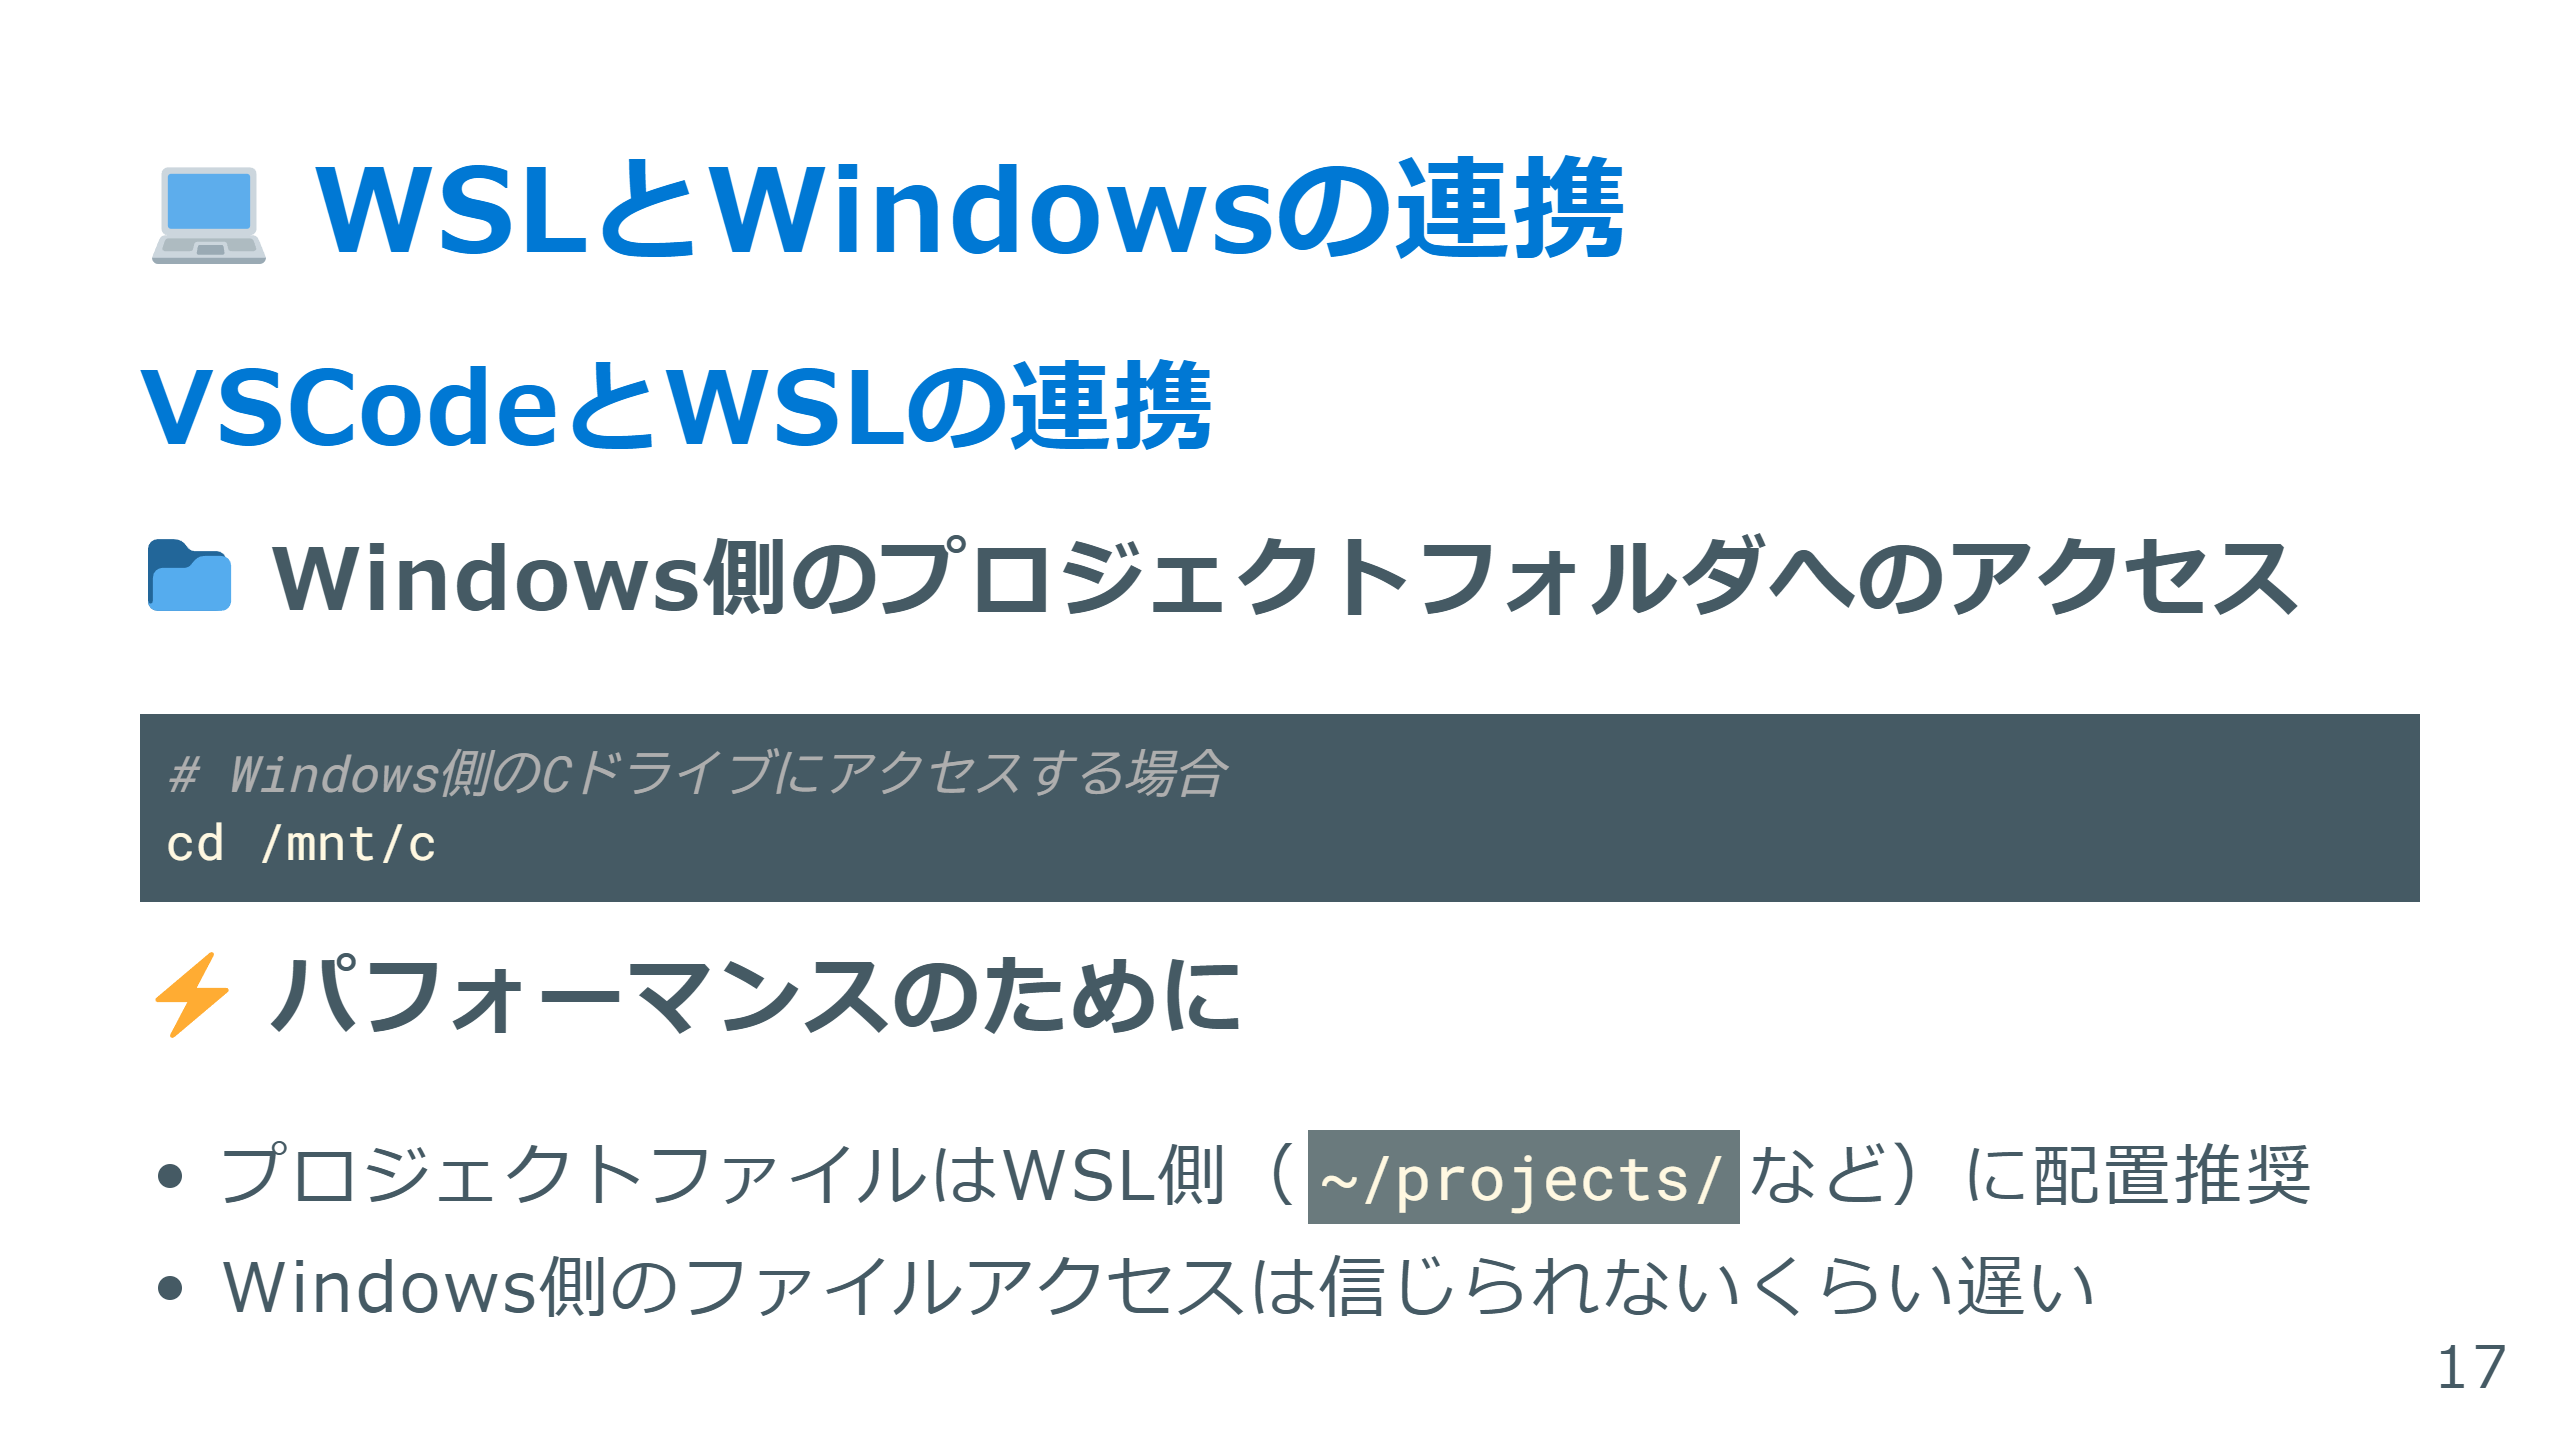 WSLとWindowsの連携
VSCodeとWSLの連携
Windows側のプロジェクトフォルダへのアクセス
# Windows側のCドライブにアクセスする場合
cd /mnt/c
パフォーマンスのために
• プロジェクトファイルはWSL側（ ~/projects/ など）に配置推奨
• Windows側のファイルアクセスは信じられないくらい遅い
17